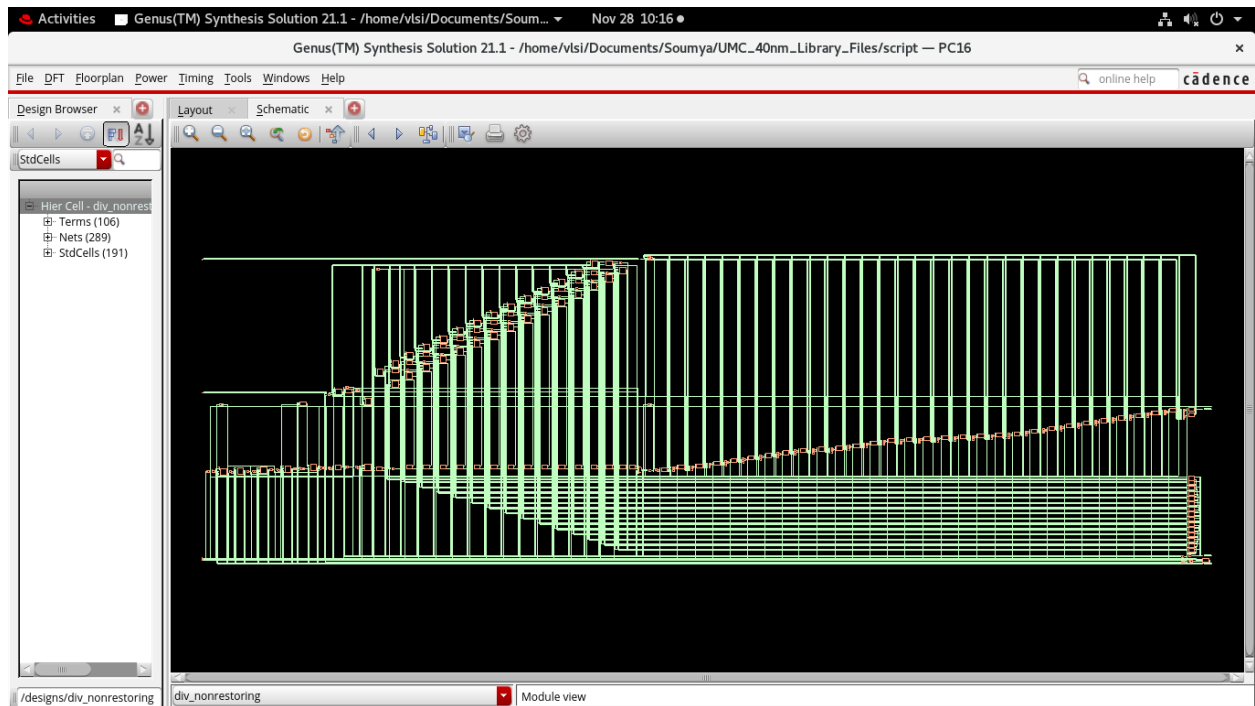 Activities Genus(TM) Synthesis Solution 21.1 - /home/vlsi/Documents/Soum... Nov 28 10:16
Genus(TM) Synthesis Solution 21.1 - /home/vlsi/Documents/Soumya/UMC_40nm_Library_Files/script — PC16
File DFT Floorplan Power Timing Tools Windows Help online help cādence
Design Browser Layout Schematic
StdCells
Hier Cell - div_nonrest
Terms (106)
Nets (289)
StdCells (191)
/designs/div_nonrestoring div_nonrestoring Module view